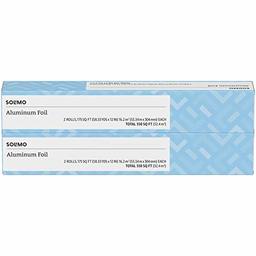 SOLIMO
Aluminum Foil
2 ROLLS, 175 SQ FT (58.33 YDS x 12 IN) 16.2 m² (53.34 m x 304 mm) EACH
TOTAL 350 SQ FT (32.4 m²)
SOLIMO
Aluminum Foil
2 ROLLS, 175 SQ FT (58.33 YDS x 12 IN) 16.2 m² (53.34 m x 304 mm) EACH
TOTAL 350 SQ FT (32.4 m²)